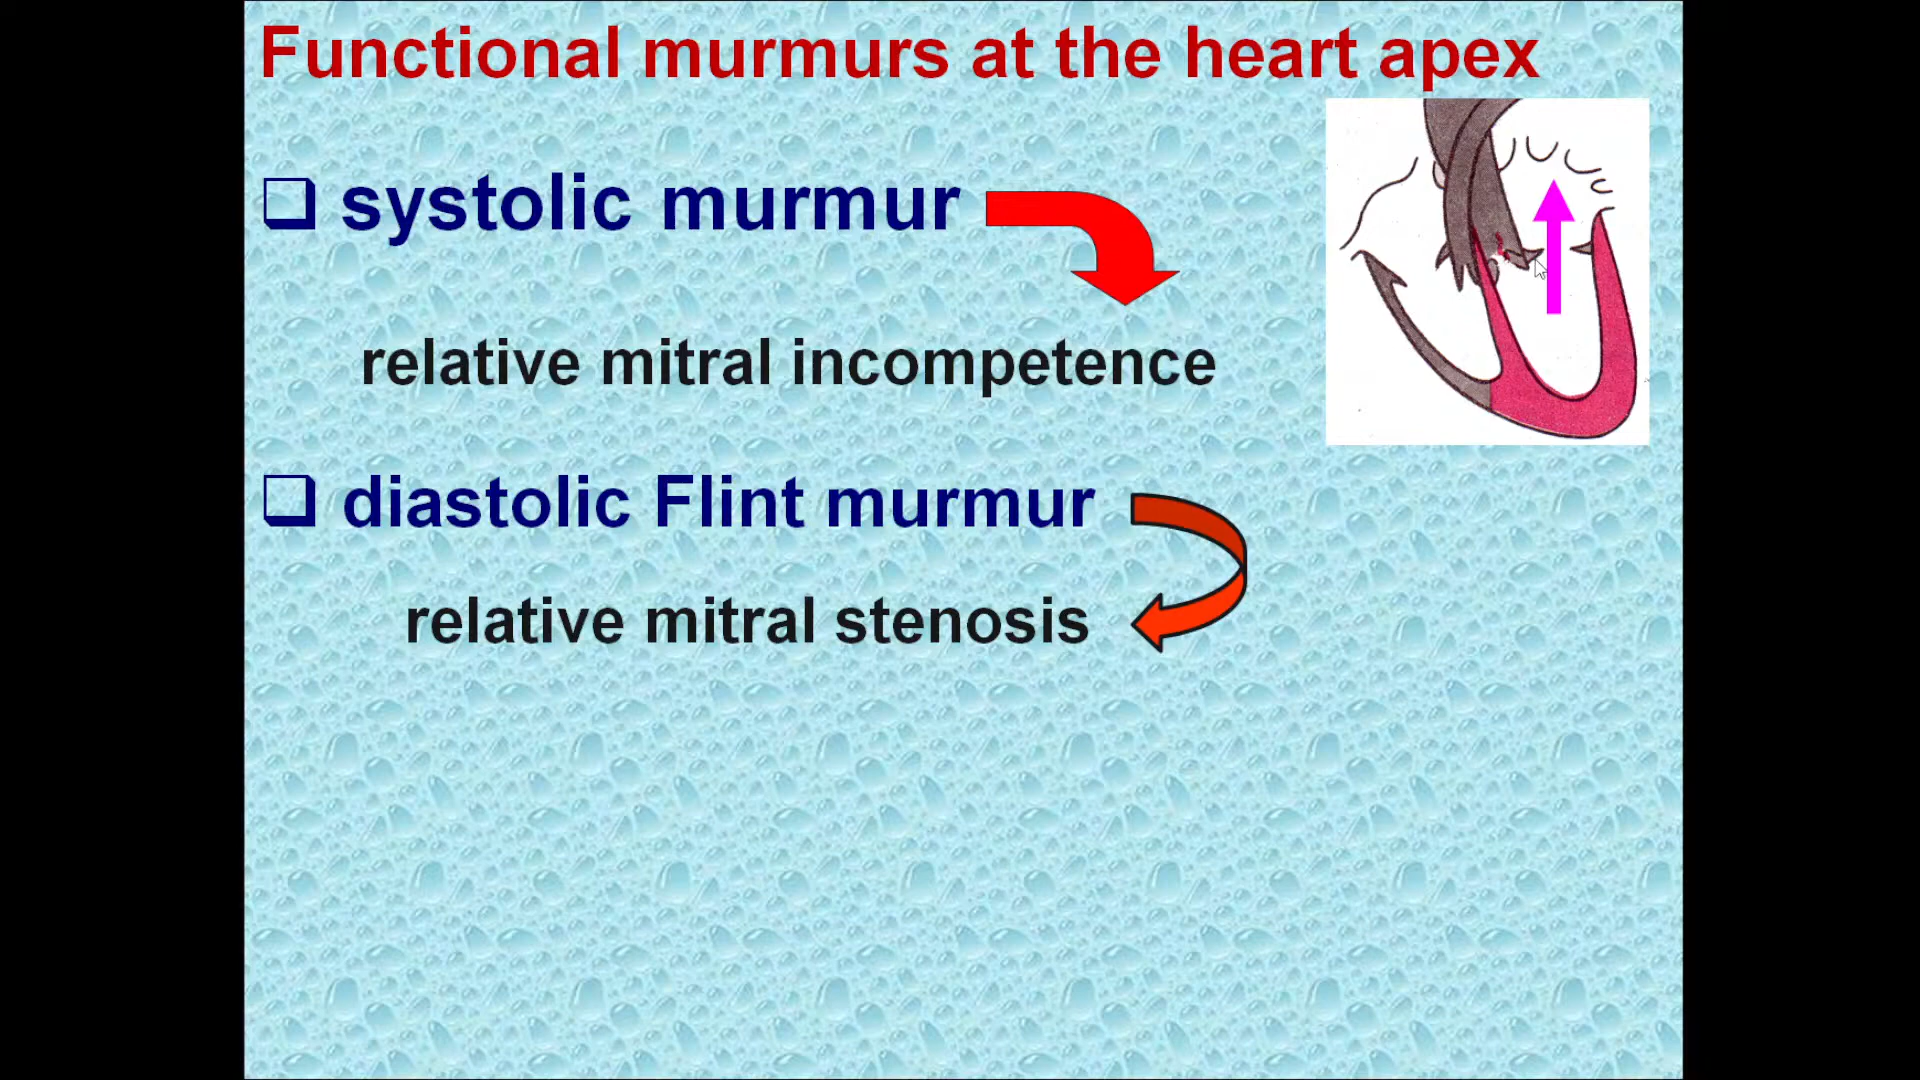 Functional murmurs at the heart apex
systolic murmur
relative mitral incompetence
diastolic Flint murmur
relative mitral stenosis